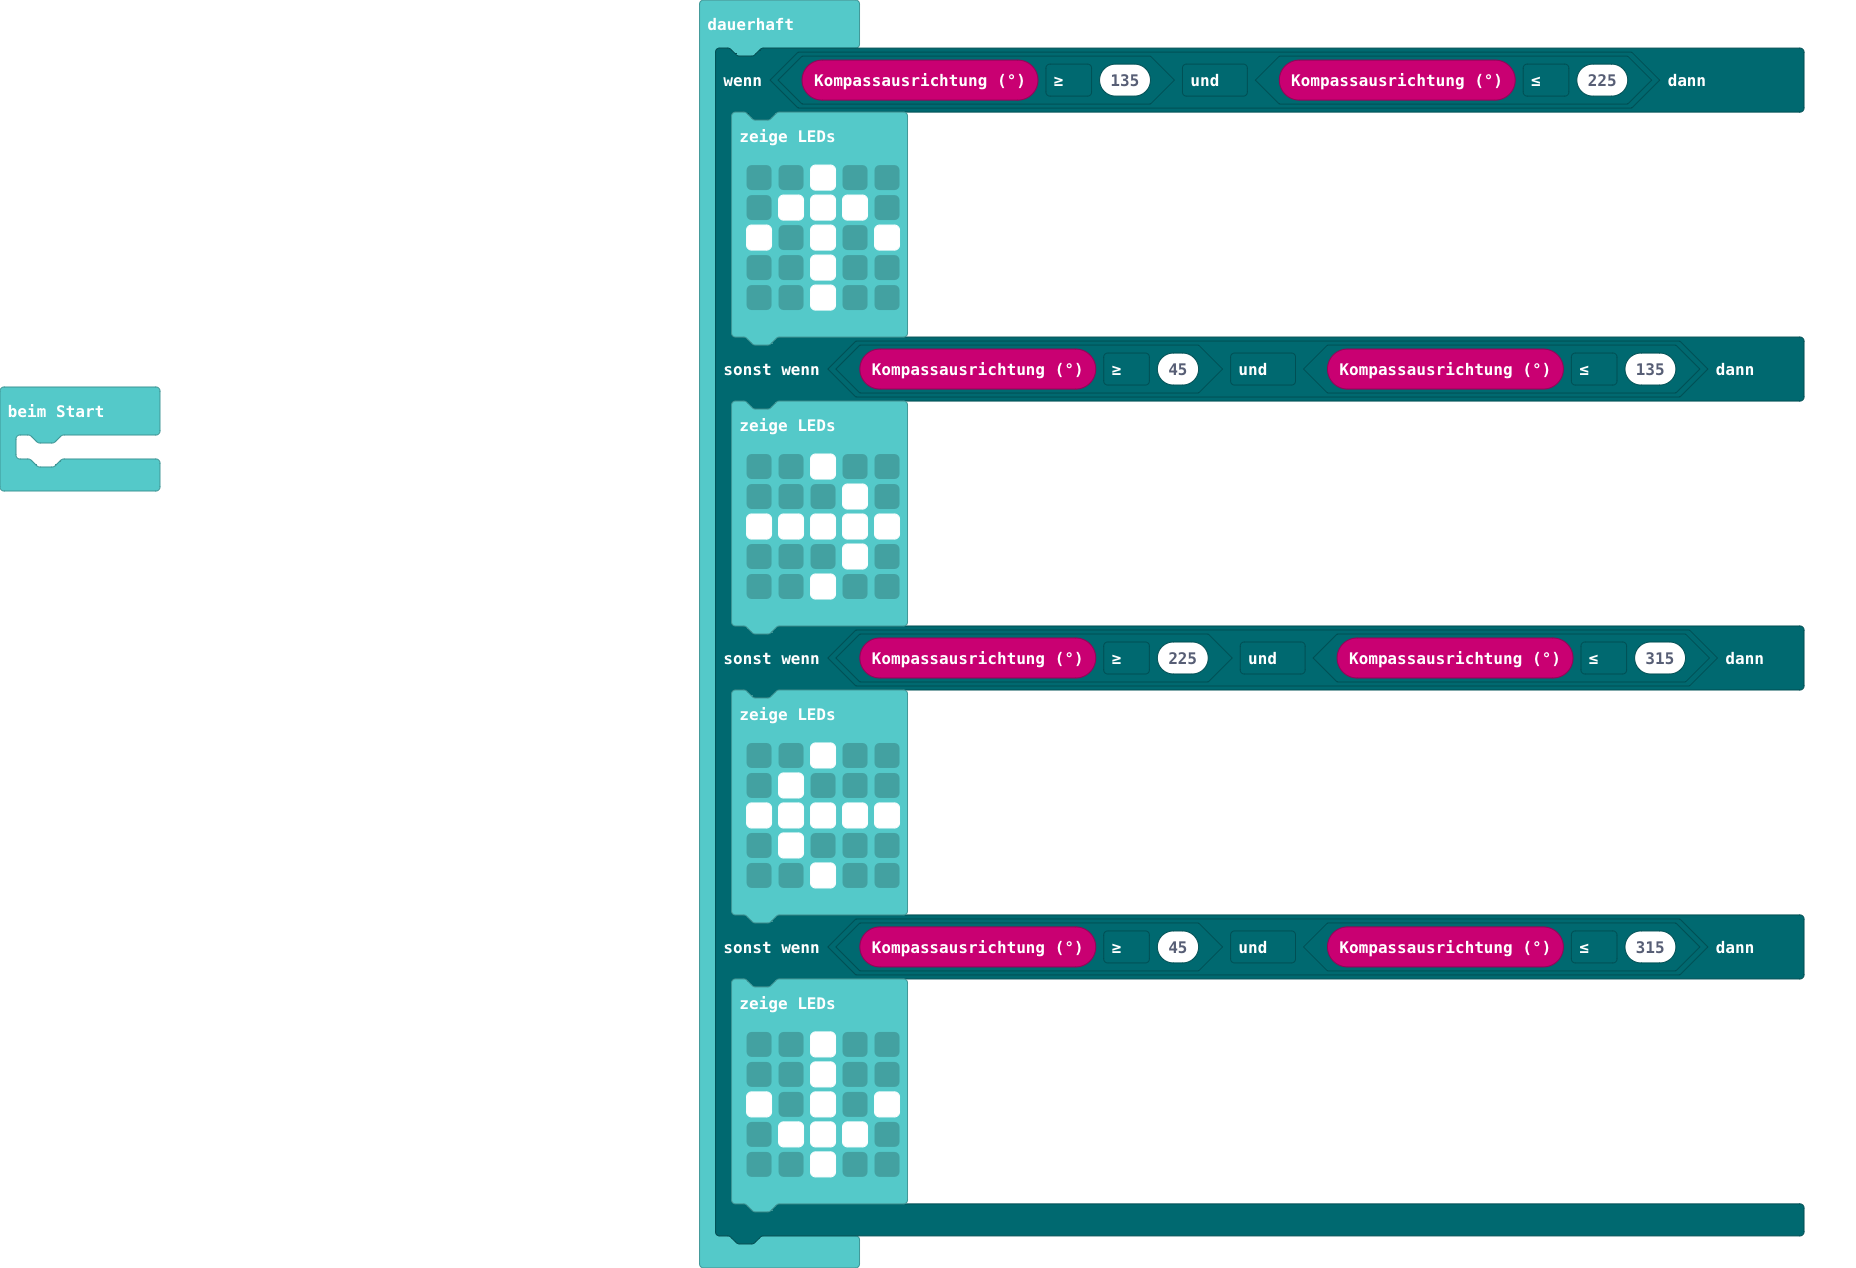 dauerhaft
wenn Kompassausrichtung (°) ≥ 135 und Kompassausrichtung (°) ≤ 225 dann
zeige LEDs
sonst wenn Kompassausrichtung (°) ≥ 45 und Kompassausrichtung (°) ≤ 135 dann
beim Start
zeige LEDs
sonst wenn Kompassausrichtung (°) ≥ 225 und Kompassausrichtung (°) ≤ 315 dann
zeige LEDs
sonst wenn Kompassausrichtung (°) ≥ 45 und Kompassausrichtung (°) ≤ 315 dann
zeige LEDs